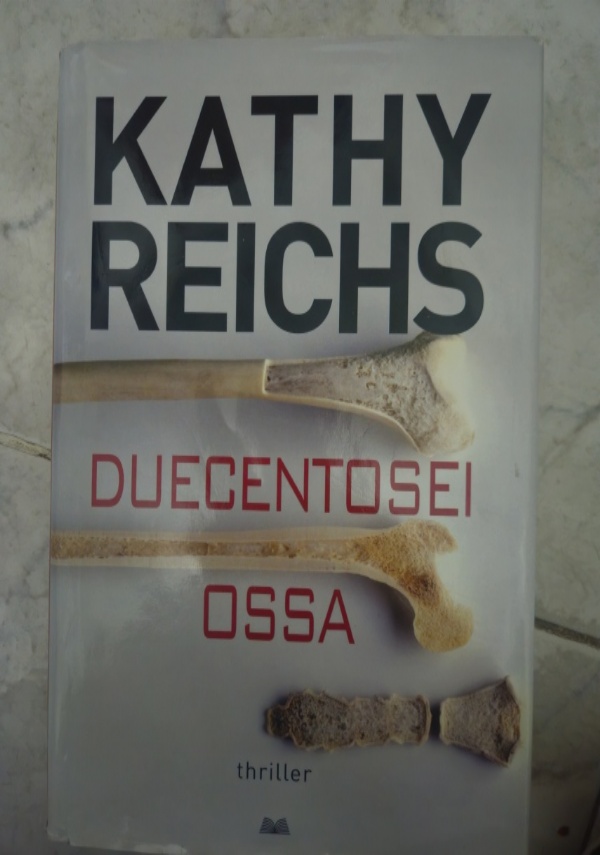 KATHY
REICHS
DUECENTOSEI
OSSA
thriller